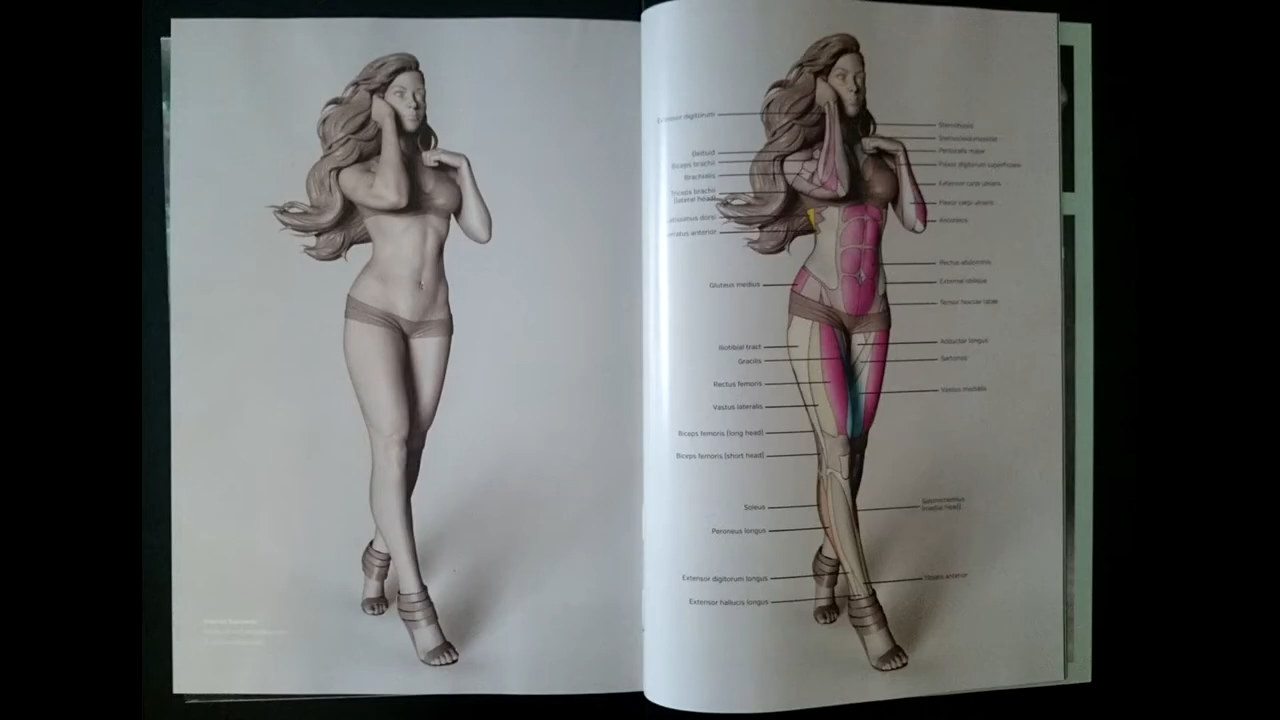 Extensor digitorum
Deltoid
Biceps brachii
Brachialis
Triceps brachii
(lateral head)
Latissimus dorsi
Serratus anterior
Gluteus medius
Iliotibial tract
Gracilis
Rectus femoris
Vastus lateralis
Biceps femoris (long head)
Biceps femoris (short head)
Soleus
Peroneus longus
Extensor digitorum longus
Extensor hallucis longus
Sternohyoid
Sternocleidomastoid
Pectoralis major
Flexor digitorum superficialis
Extensor carpi ulnaris
Flexor carpi ulnaris
Anconeus
Rectus abdominis
External oblique
Tensor fasciae latae
Adductor longus
Sartorius
Vastus medialis
Gastrocnemius
(medial head)
Tibialis anterior